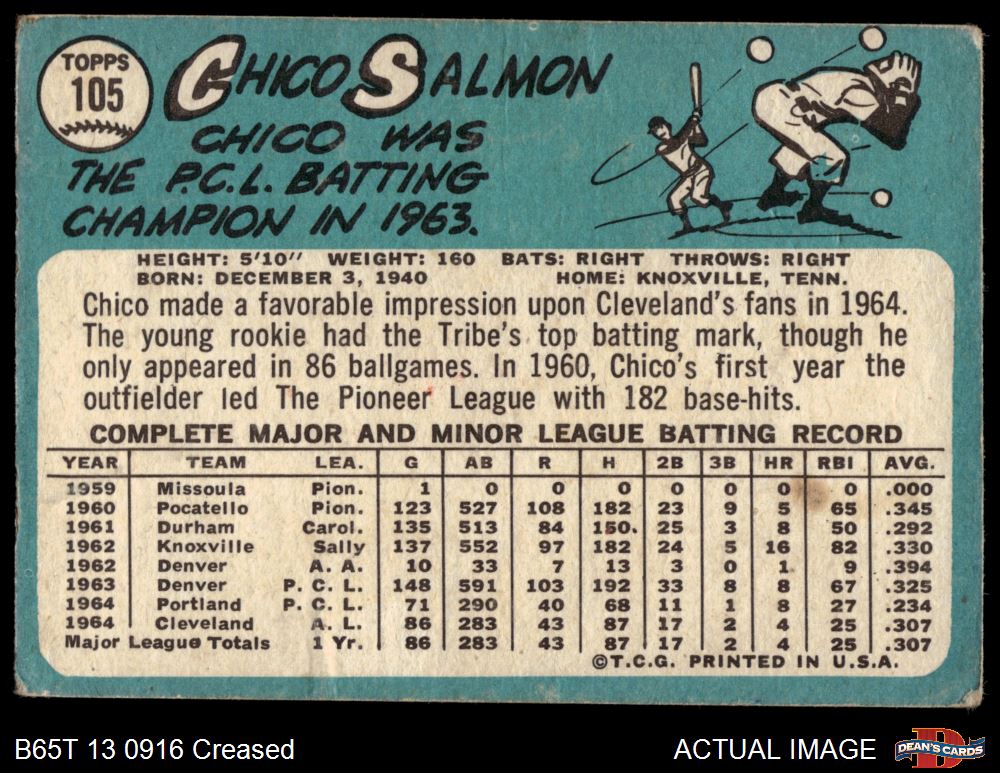 TOPPS
105
CHICO SALMON
CHICO WAS
THE P.C.L. BATTING
CHAMPION IN 1963.
HEIGHT: 5'10" WEIGHT: 160 BATS: RIGHT THROWS: RIGHT
BORN: DECEMBER 3, 1940 HOME: KNOXVILLE, TENN.
Chico made a favorable impression upon Cleveland's fans in 1964.
The young rookie had the Tribe's top batting mark, though he
only appeared in 86 ballgames. In 1960, Chico's first year the
outfielder led The Pioneer League with 182 base-hits.
COMPLETE MAJOR AND MINOR LEAGUE BATTING RECORD
YEAR TEAM LEA. G AB R H 2B 3B HR RBI AVG.
1959 Missoula Pion. 1 0 0 0 0 0 0 0 .000
1960 Pocatello Pion. 123 527 108 182 23 9 5 65 .345
1961 Durham Carol. 135 513 84 150. 25 3 8 50 .292
1962 Knoxville Sally 137 552 97 182 24 5 16 82 .330
1962 Denver A. A. 10 33 7 13 3 0 1 9 .394
1963 Denver P. C. L. 148 591 103 192 33 8 8 67 .325
1964 Portland P. C. L. 71 290 40 68 11 1 8 27 .234
1964 Cleveland A. L. 86 283 43 87 17 2 4 25 .307
Major League Totals 1 Yr. 86 283 43 87 17 2 4 25 .307
©T.C.G. PRINTED IN U.S.A.
B65T 13 0916 Creased
ACTUAL IMAGE
DEAN'S CARDS